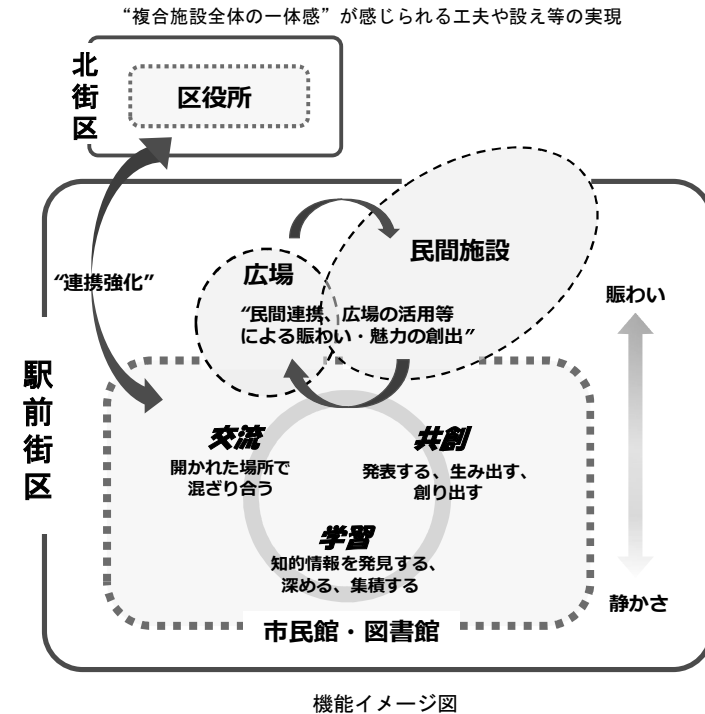 “複合施設全体の一体感”が感じられる工夫や設え等の実現
北街区
区役所
民間施設
広場
“連携強化”
“民間連携、広場の活用等
による賑わい・魅力の創出”
賑わい
駅前街区
交流
開かれた場所で
混ざり合う
共創
発表する、生み出す、
創り出す
学習
知的情報を発見する、
深める、集積する
静かさ
市民館・図書館
機能イメージ図